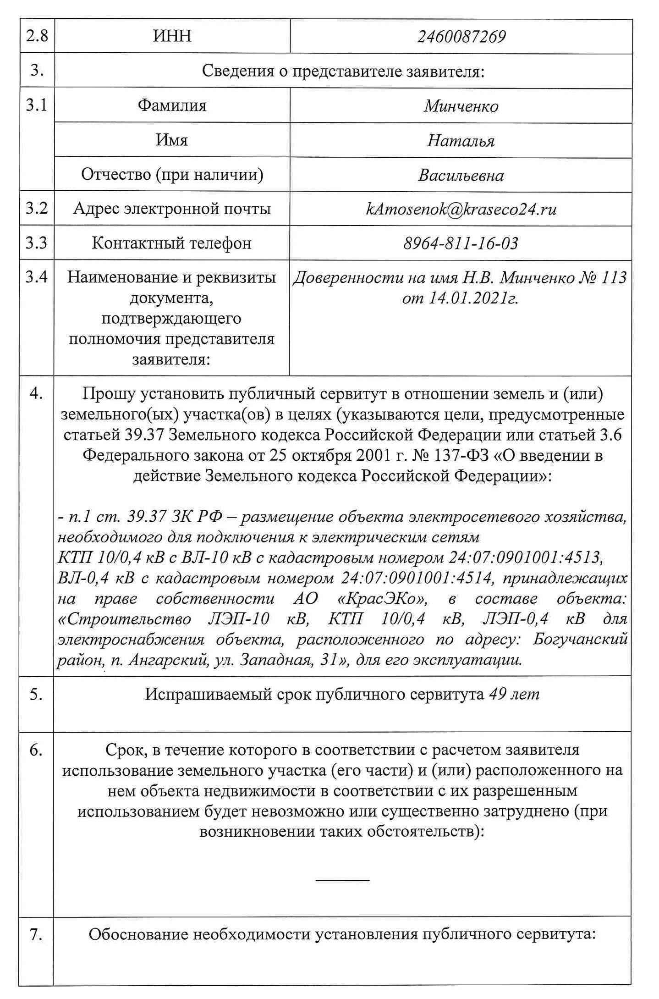 2.8 ИНН 2460087269
3. Сведения о представителе заявителя:
3.1 Фамилия Минченко
Имя Наталья
Отчество (при наличии) Васильевна
3.2 Адрес электронной почты kAmosenok@kraseco24.ru
3.3 Контактный телефон 8964-811-16-03
3.4 Наименование и реквизиты Доверенности на имя Н.В. Минченко № 113
документа, от 14.01.2021г.
подтверждающего
полномочия представителя
заявителя:
4. Прошу установить публичный сервитут в отношении земель и (или)
земельного(ых) участка(ов) в целях (указываются цели, предусмотренные
статьей 39.37 Земельного кодекса Российской Федерации или статьей 3.6
Федерального закона от 25 октября 2001 г. № 137-ФЗ «О введении в
действие Земельного кодекса Российской Федерации»:
- п.1 ст. 39.37 ЗК РФ – размещение объекта электросетевого хозяйства,
необходимого для подключения к электрическим сетям
КТП 10/0,4 кВ с ВЛ-10 кВ с кадастровым номером 24:07:0901001:4513,
ВЛ-0,4 кВ с кадастровым номером 24:07:0901001:4514, принадлежащих
на праве собственности АО «КрасЭКо», в составе объекта:
«Строительство ЛЭП-10 кВ, КТП 10/0,4 кВ, ЛЭП-0,4 кВ для
электроснабжения объекта, расположенного по адресу: Богучанский
район, п. Ангарский, ул. Западная, 31», для его эксплуатации.
5. Испрашиваемый срок публичного сервитута 49 лет
6. Срок, в течение которого в соответствии с расчетом заявителя
использование земельного участка (его части) и (или) расположенного на
нем объекта недвижимости в соответствии с их разрешенным
использованием будет невозможно или существенно затруднено (при
возникновении таких обстоятельств):
7. Обоснование необходимости установления публичного сервитута: